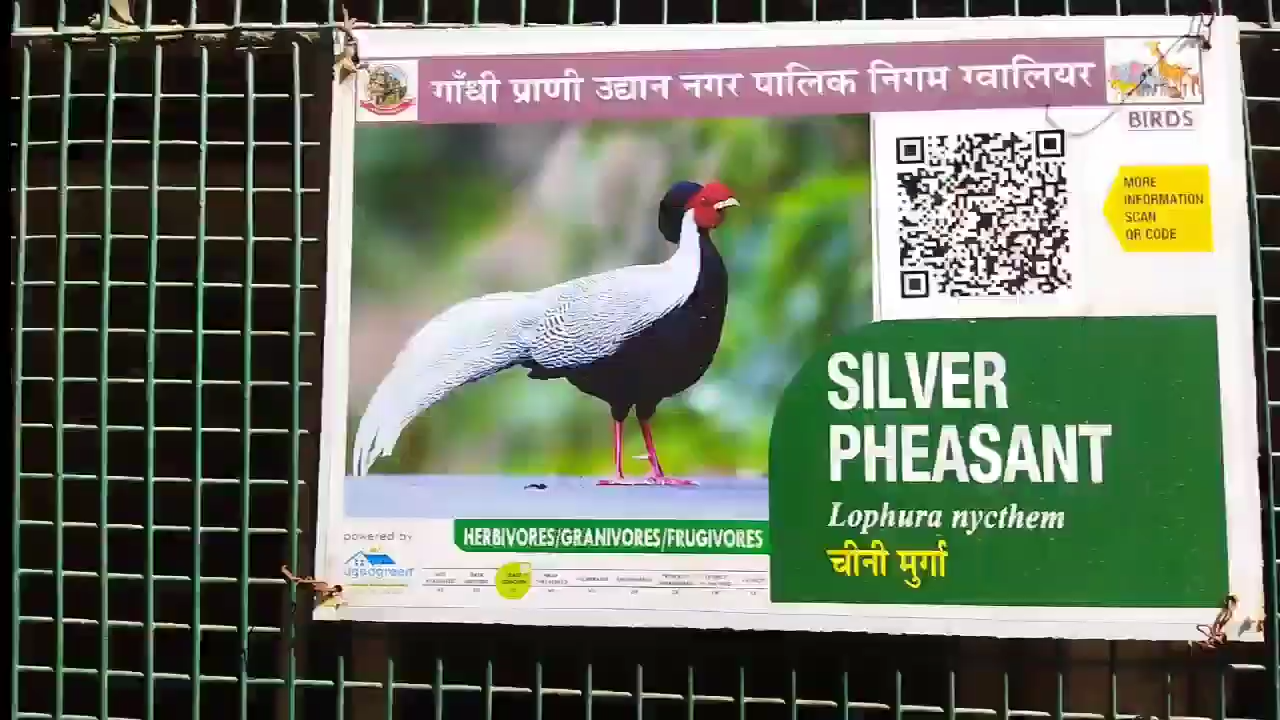 गाँधी प्राणी उद्यान नगर पालिक निगम ग्वालियर
BIRDS
MORE
INFORMATION
SCAN
QR CODE
SILVER
PHEASANT
Lophura nycthem
चीनी मुर्गा
HERBIVORES/GRANIVORES/FRUGIVORES
powered by